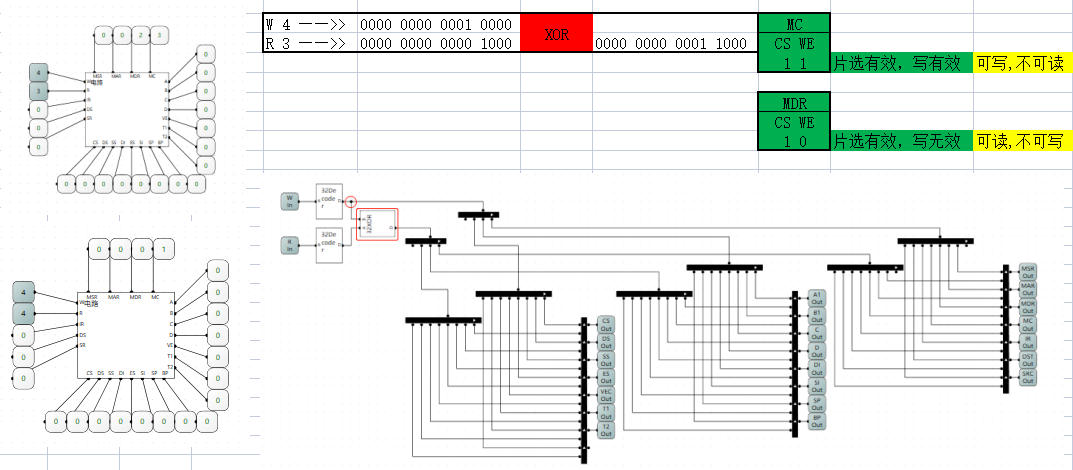 0 0 2 3
0
4
MSR MAR MDR MC
0
W
电路
A
3
R
B
0
0
IR
C
0
DS
D
0
0
SR
VE
0
T1
0
T2
0
0
CS DS SS DI ES SI SP BP
0
0 0 0 0 0 0 0 0
W 4 ——>> 0000 0000 0001 0000
XOR
R 3 ——>> 0000 0000 0000 1000
0000 0000 0001 1000
MC
CS WE
1 1
片选有效，写有效
可写,不可读
MDR
CS WE
1 0
片选有效，写无效
可读,不可写
0 0 0 1
MSR MAR MDR MC
0
4
W
电路
A
0
4
R
B
0
0
IR
C
0
0
DS
D
0
0
SR
VE
T1
0
T2
0
CS DS SS DI ES SI SP BP
0 0 0 0 0 0 0 0
W
In
32De
code
r
32XOR
R
In
32De
code
r
CS
Out
DS
Out
SS
Out
ES
Out
VEC
Out
T1
Out
T2
Out
A1
Out
B1
Out
C
Out
D
Out
DI
Out
SI
Out
SP
Out
BP
Out
MSR
Out
MAR
Out
MDR
Out
MC
Out
IR
Out
DST
Out
SRC
Out